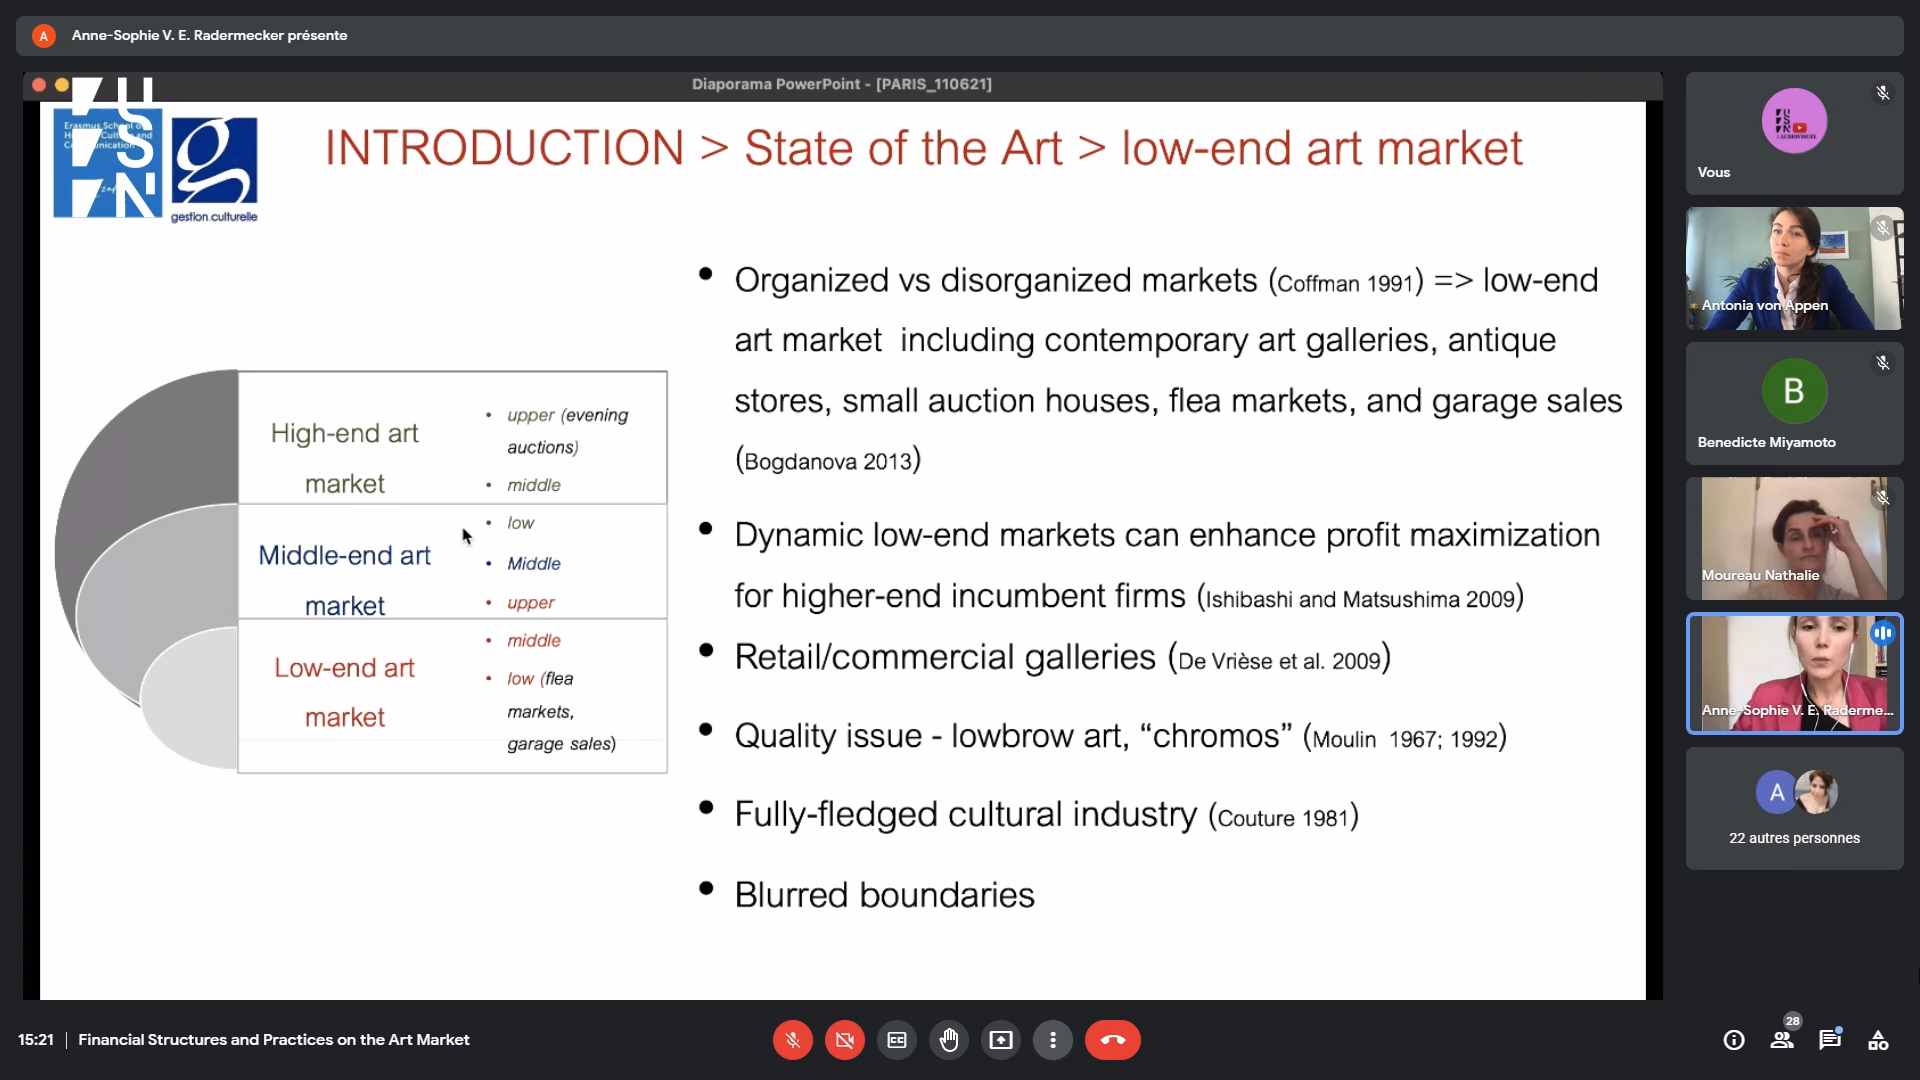 A
Anne-Sophie V. E. Radermecker présente
Diaporama PowerPoint - [PARIS_110621]
USN
gestion.culturelle
INTRODUCTION > State of the Art > low-end art market
High-end art
market
• upper (evening
auctions)
• middle
Middle-end art
market
• low
• Middle
• upper
Low-end art
market
• middle
• low (flea
markets,
garage sales)
• Organized vs disorganized markets (Coffman 1991) => low-end
art market including contemporary art galleries, antique
stores, small auction houses, flea markets, and garage sales
(Bogdanova 2013)
• Dynamic low-end markets can enhance profit maximization
for higher-end incumbent firms (Ishibashi and Matsushima 2009)
• Retail/commercial galleries (De Vrièse et al. 2009)
• Quality issue - lowbrow art, “chromos” (Moulin 1967; 1992)
• Fully-fledged cultural industry (Couture 1981)
• Blurred boundaries
Vous
Antonia von Appen
B
Benedicte Miyamoto
Moureau Nathalie
Anne-Sophie V. E. Raderme...
A
22 autres personnes
15:21 | Financial Structures and Practices on the Art Market
28